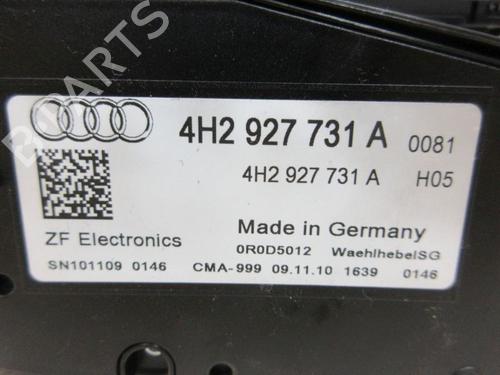 BPARTS
4H2 927 731 A 0081
4H2 927 731 A H05
Made in Germany
ZF Electronics 0R0D5012 WaehlhebelSG
SN101109 0146 CMA-999 09.11.10 1639 0146